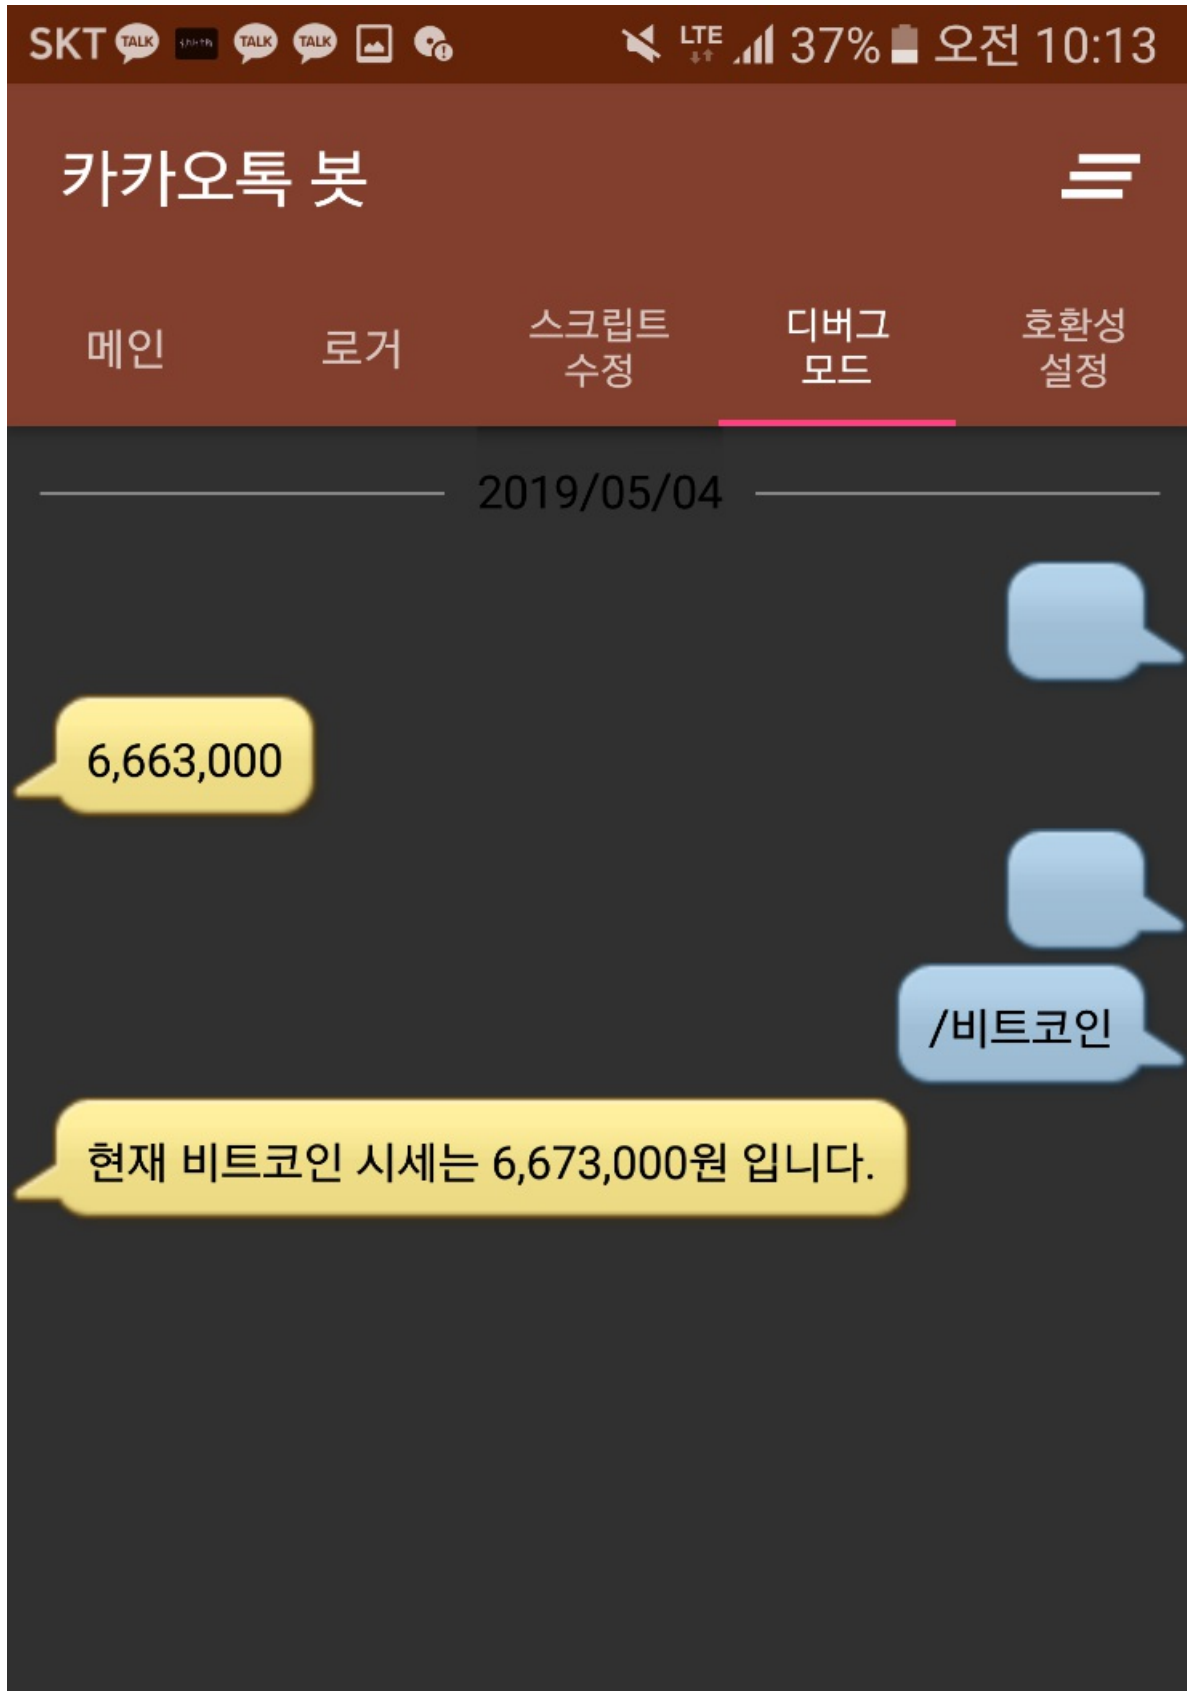 SKT TALK TALK TALK LTE 37% 오전 10:13
카카오톡 봇
메인
로거
스크립트
수정
디버그
모드
호환성
설정
2019/05/04
6,663,000
/비트코인
현재 비트코인 시세는 6,673,000원 입니다.